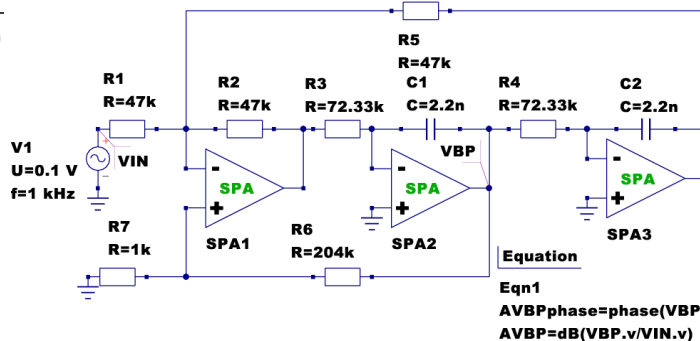 R5
R=47k
R1
R=47k
R2
R=47k
R3
R=72.33k
C1
C=2.2n
R4
R=72.33k
C2
C=2.2n
V1
U=0.1 V
f=1 kHz
+
VIN
-
SPA
+
SPA1
-
SPA
+
SPA2
VBP
-
SPA
+
SPA3
R7
R=1k
R6
R=204k
Equation
Eqn1
AVBPphase=phase(VBP
AVBP=dB(VBP.v/VIN.v)